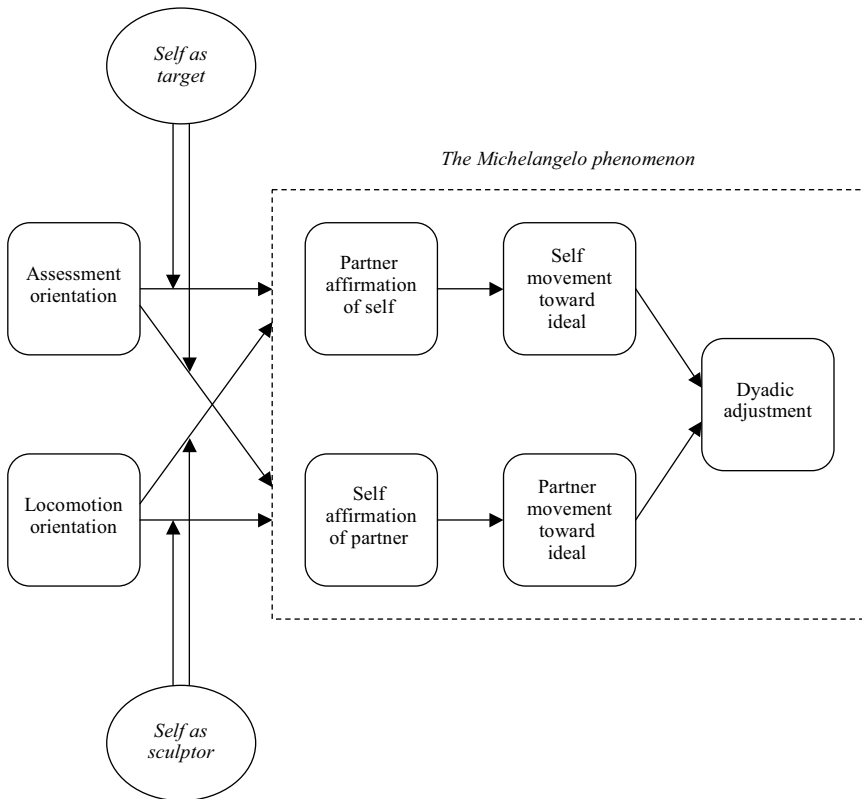 Self as
target
The Michelangelo phenomenon
Assessment
orientation
Partner
affirmation
of self
Self
movement
toward
ideal
Dyadic
adjustment
Locomotion
orientation
Self
affirmation
of partner
Partner
movement
toward
ideal
Self as
sculptor